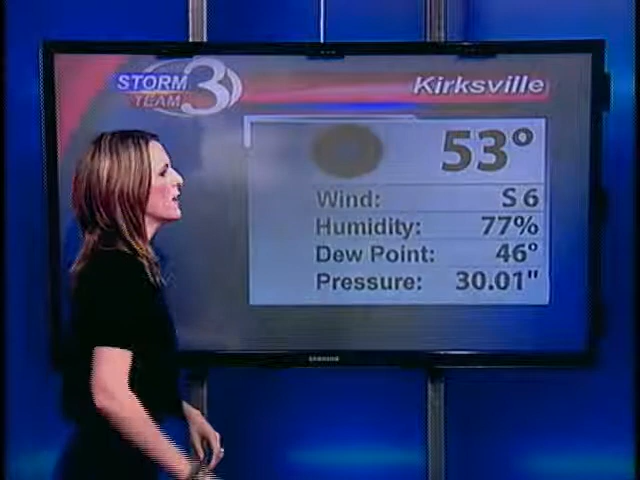 STORM
TEAM 3
Kirksville
53°
Wind: S 6
Humidity: 77%
Dew Point: 46°
Pressure: 30.01"
SAMSUNG